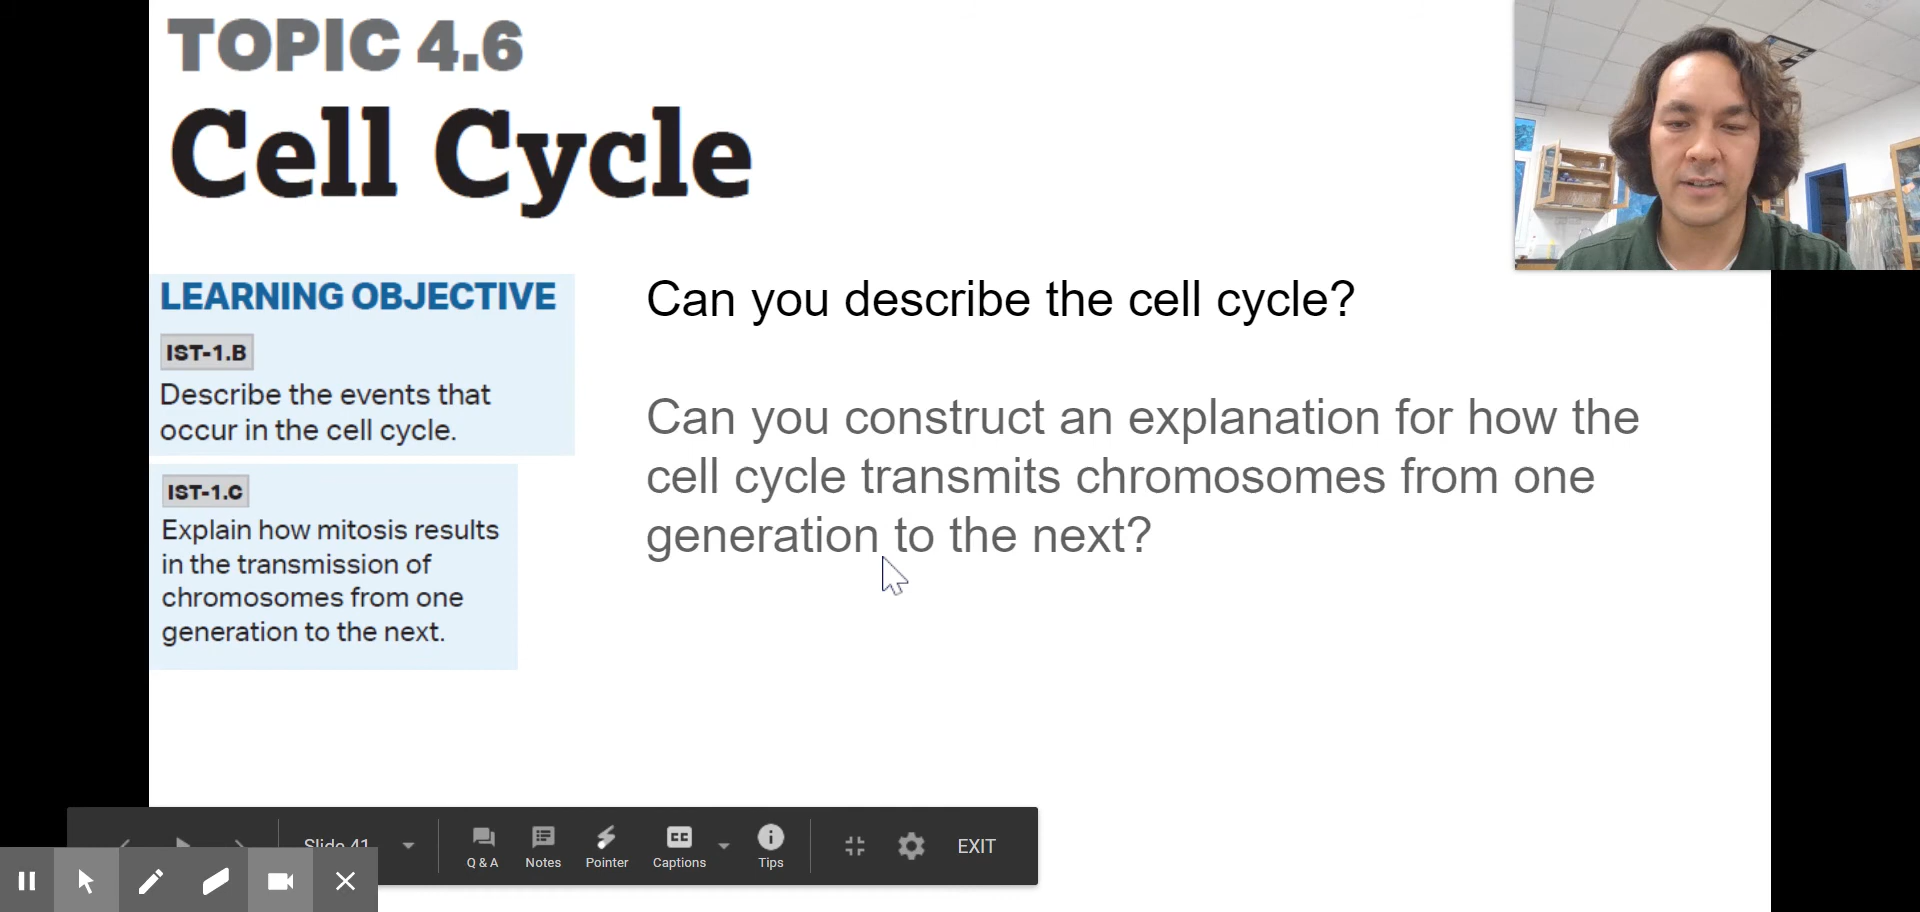 TOPIC 4.6
Cell Cycle
LEARNING OBJECTIVE
IST-1.B
Describe the events that
occur in the cell cycle.
IST-1.C
Explain how mitosis results
in the transmission of
chromosomes from one
generation to the next.
Can you describe the cell cycle?
Can you construct an explanation for how the
cell cycle transmits chromosomes from one
generation to the next?
Slide 41
Q & A
Notes
Pointer
CC
Captions
Tips
EXIT